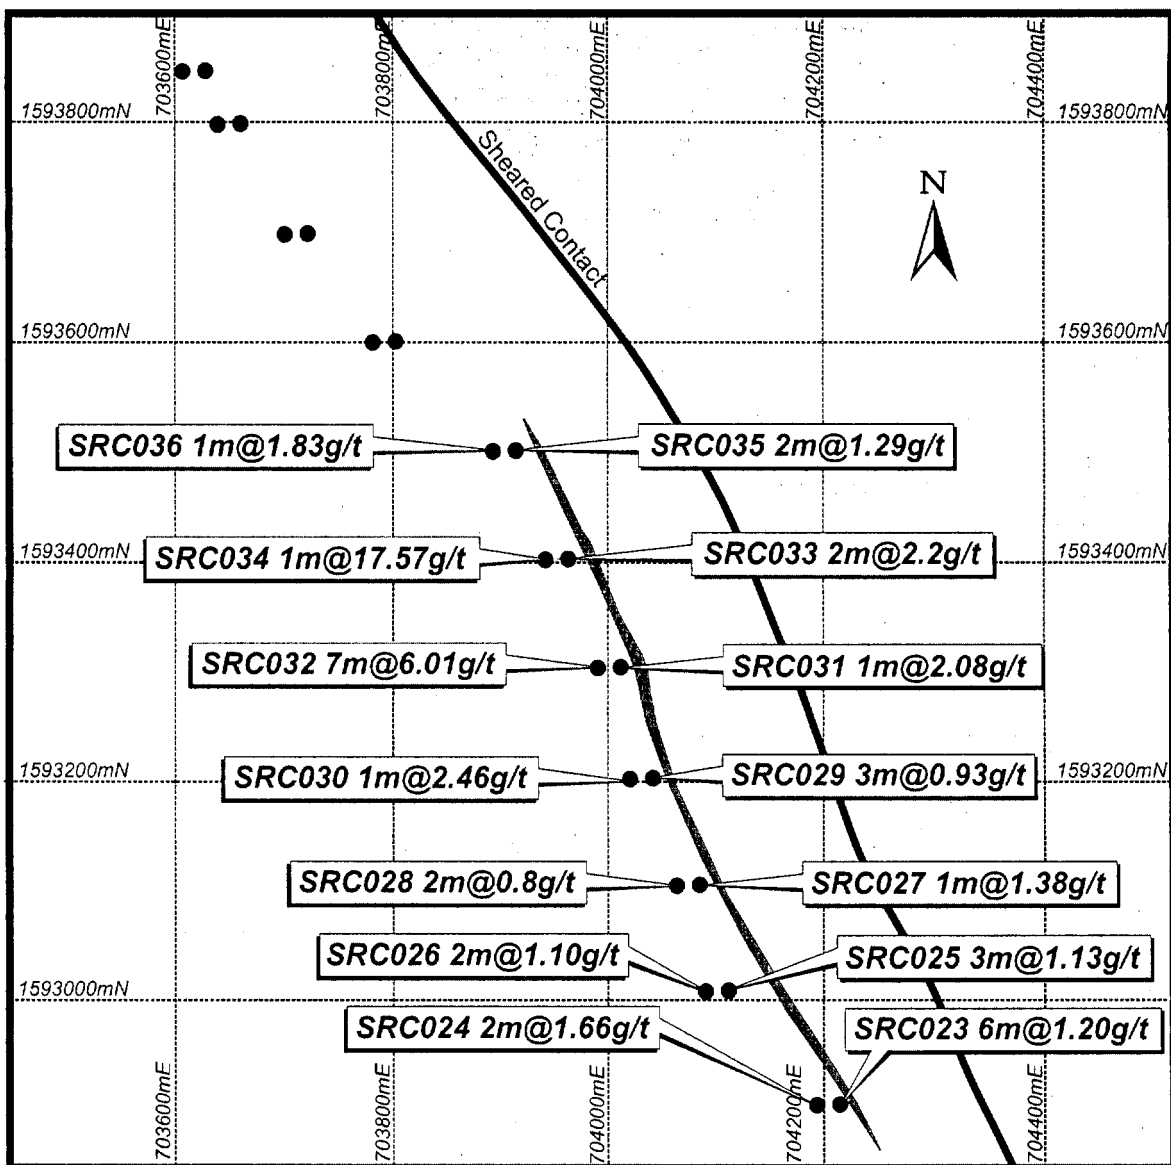 703600mE
703800mE
704000mE
704200mE
704400mE
1593800mN
1593800mN
Sheared Contact
N
1593600mN
1593600mN
SRC036 1m@1.83g/t
SRC035 2m@1.29g/t
1593400mN
1593400mN
SRC034 1m@17.57g/t
SRC033 2m@2.2g/t
SRC032 7m@6.01g/t
SRC031 1m@2.08g/t
1593200mN
1593200mN
SRC030 1m@2.46g/t
SRC029 3m@0.93g/t
SRC028 2m@0.8g/t
SRC027 1m@1.38g/t
SRC026 2m@1.10g/t
SRC025 3m@1.13g/t
1593000mN
1593000mN
SRC024 2m@1.66g/t
SRC023 6m@1.20g/t
703600mE
703800mE
704000mE
704200mE
704400mE